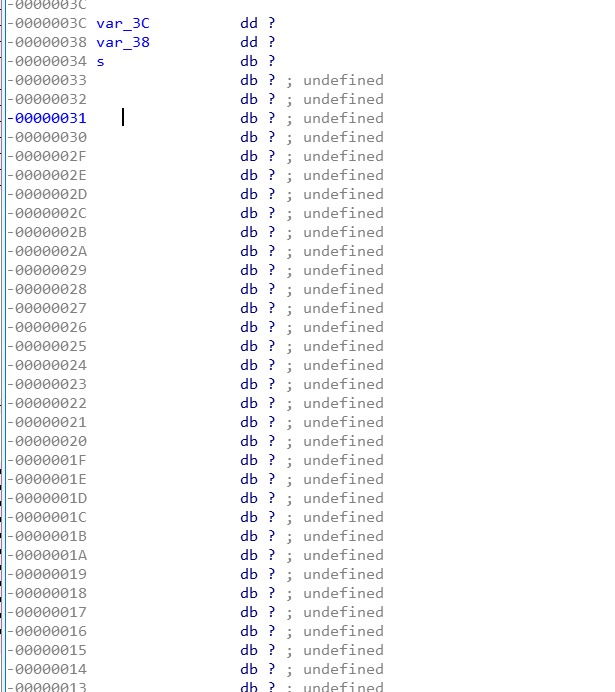 -0000003C
-0000003C var_3C dd ?
-00000038 var_38 dd ?
-00000034 s db ?
-00000033 db ? ; undefined
-00000032 db ? ; undefined
-00000031 db ? ; undefined
-00000030 db ? ; undefined
-0000002F db ? ; undefined
-0000002E db ? ; undefined
-0000002D db ? ; undefined
-0000002C db ? ; undefined
-0000002B db ? ; undefined
-0000002A db ? ; undefined
-00000029 db ? ; undefined
-00000028 db ? ; undefined
-00000027 db ? ; undefined
-00000026 db ? ; undefined
-00000025 db ? ; undefined
-00000024 db ? ; undefined
-00000023 db ? ; undefined
-00000022 db ? ; undefined
-00000021 db ? ; undefined
-00000020 db ? ; undefined
-0000001F db ? ; undefined
-0000001E db ? ; undefined
-0000001D db ? ; undefined
-0000001C db ? ; undefined
-0000001B db ? ; undefined
-0000001A db ? ; undefined
-00000019 db ? ; undefined
-00000018 db ? ; undefined
-00000017 db ? ; undefined
-00000016 db ? ; undefined
-00000015 db ? ; undefined
-00000014 db ? ; undefined
-00000013 db ? ; undefined